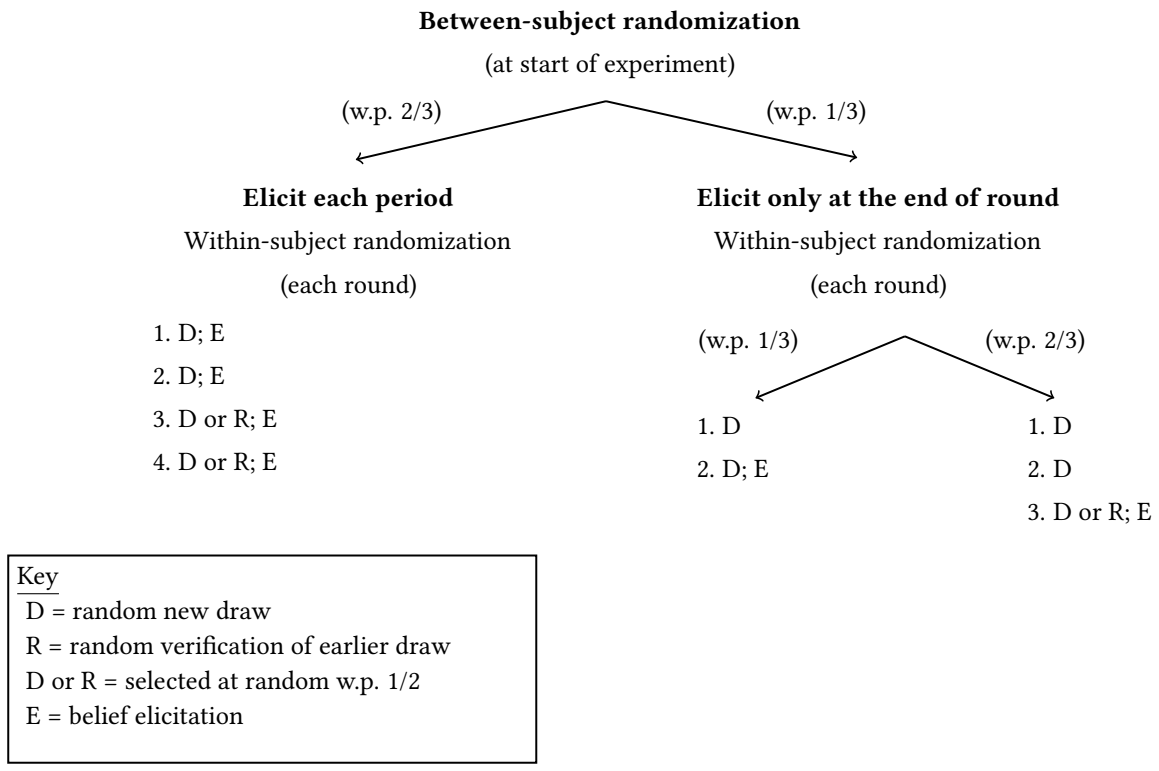 Between-subject randomization
(at start of experiment)
(w.p. 2/3)
(w.p. 1/3)
Elicit each period
Within-subject randomization
(each round)
1. D; E
2. D; E
3. D or R; E
4. D or R; E
Elicit only at the end of round
Within-subject randomization
(each round)
(w.p. 1/3)
(w.p. 2/3)
1. D
2. D; E
1. D
2. D
3. D or R; E
Key
D = random new draw
R = random verification of earlier draw
D or R = selected at random w.p. 1/2
E = belief elicitation